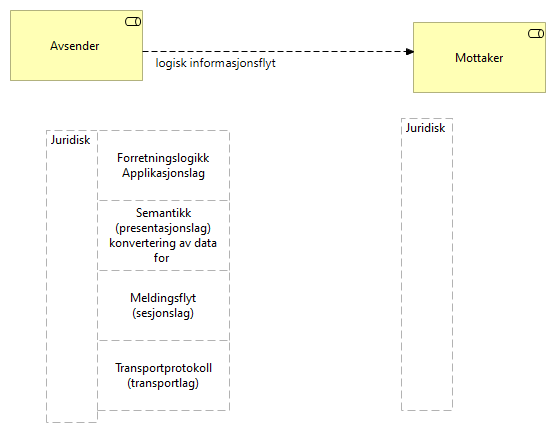 Avsender
Mottaker
logisk informasjonsflyt
Juridisk
Forretningslogikk
Applikasjonslag
Semantikk
(presentasjonslag)
konvertering av data
for
Meldingsflyt
(sesjonslag)
Transportprotokoll
(transportlag)
Juridisk